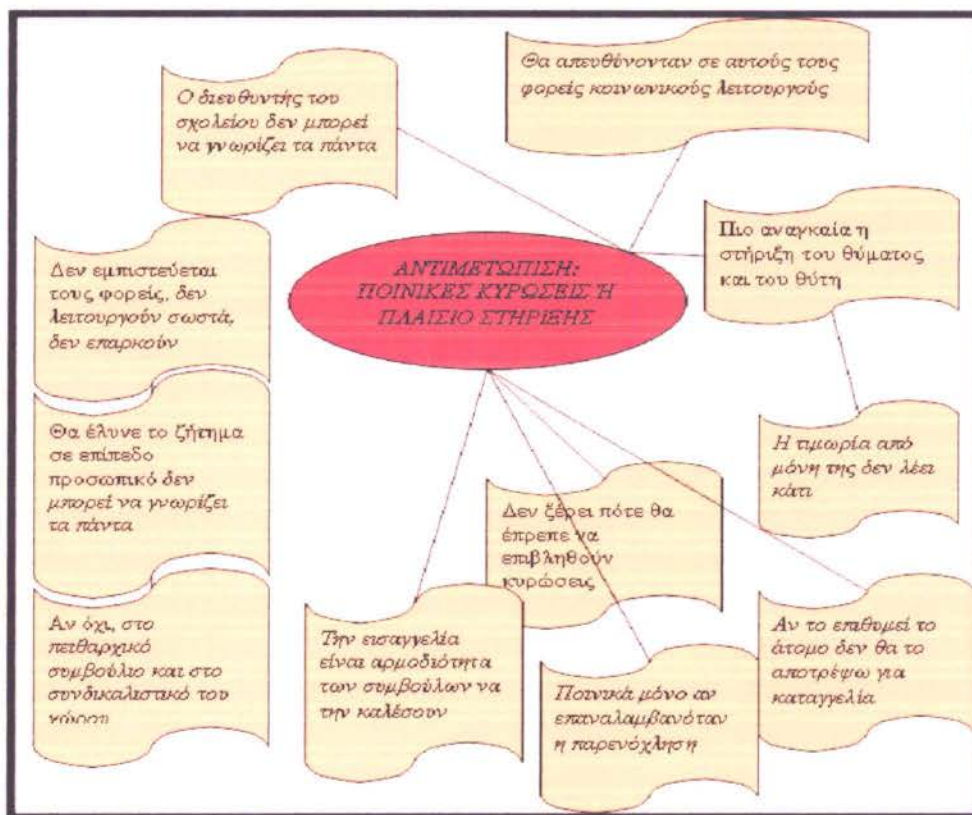 Θα απευθύνονταν σε αυτούς τους
φορείς κοινωνικούς λειτουργούς
Ο διευθυντής του
σχολείου δεν μπορεί
να γνωρίζει τα πάντα
Πιο αναγκαία η
στήριξη του θύματος
και του θύτη
Δεν εμπιστεύεται
τους φορείς, δεν
λειτουργούν σωστά,
δεν επαρκούν
ΑΝΤΙΜΕΤΩΠΙΣΗ:
ΠΟΙΝΙΚΕΣ ΚΥΡΩΣΕΙΣ Ή
ΠΛΑΙΣΙΟ ΣΤΗΡΙΞΗΣ
Θα έλυνε το ζήτημα
σε επίπεδο
προσωπικό δεν
μπορεί να γνωρίζει
τα πάντα
Η τιμωρία από
μόνη της δεν λέει
κάτι
Δεν ξέρει πότε θα
έπρεπε να
επιβληθούν
κυρώσεις
Αν όχι, στο
πειθαρχικό
συμβούλιο και στο
συνδικαλιστικό του
χώρου
Την εισαγγελία
είναι αρμοδιότητα
των συμβούλων να
την καλέσουν
Ποινικά μόνο αν
επαναλαμβανόταν
η παρενόχληση
Αν το επιθυμεί το
άτομο δεν θα το
αποτρέψω για
καταγγελία